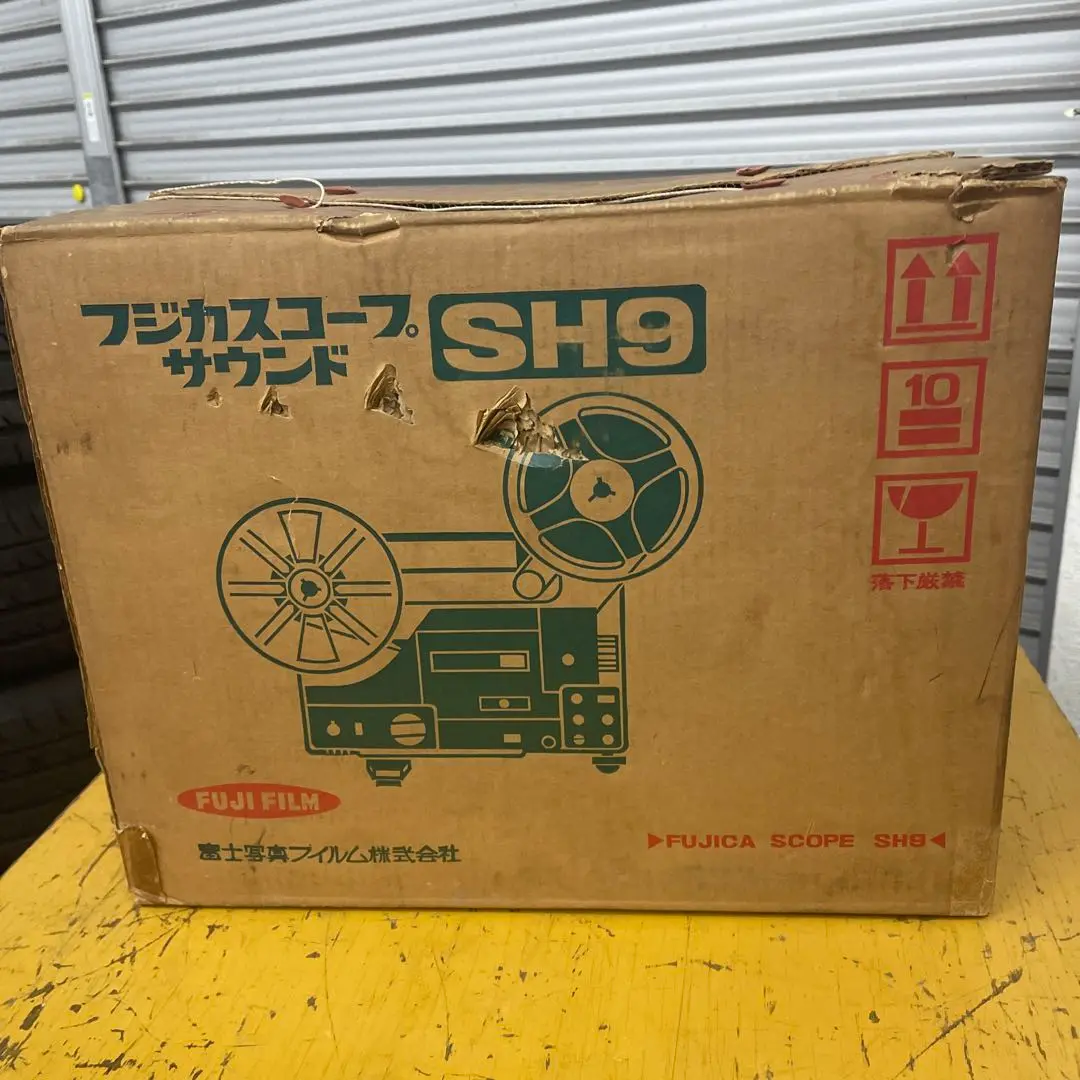 フジカスコープ。
サウンド
SH9
10
落下厳禁
FUJI FILM
富士写真フイルム株式会社
▶FUJICA SCOPE SH9◀